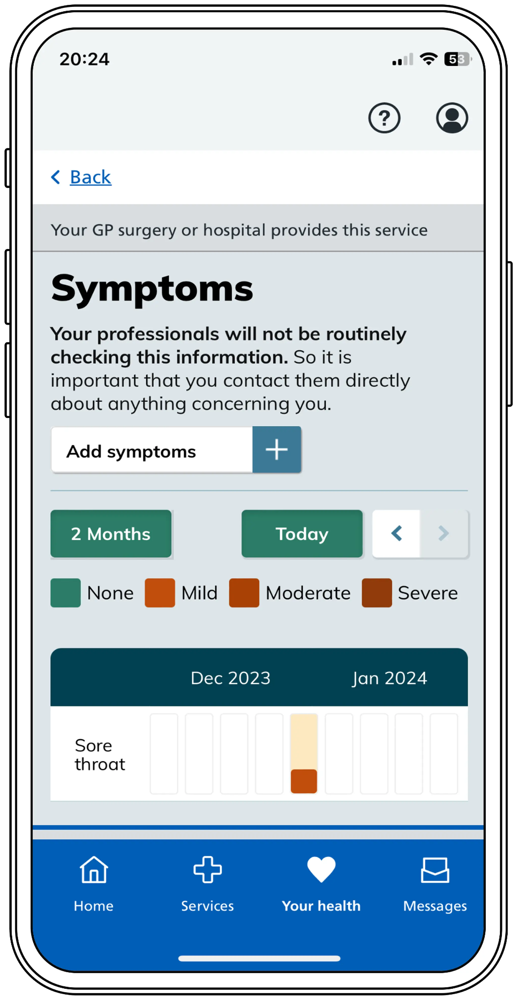 20:24
53
?
Back
Your GP surgery or hospital provides this service
Symptoms
Your professionals will not be routinely
checking this information. So it is
important that you contact them directly
about anything concerning you.
Add symptoms
2 Months
Today
None
Mild
Moderate
Severe
Dec 2023
Jan 2024
Sore
throat
Home
Services
Your health
Messages